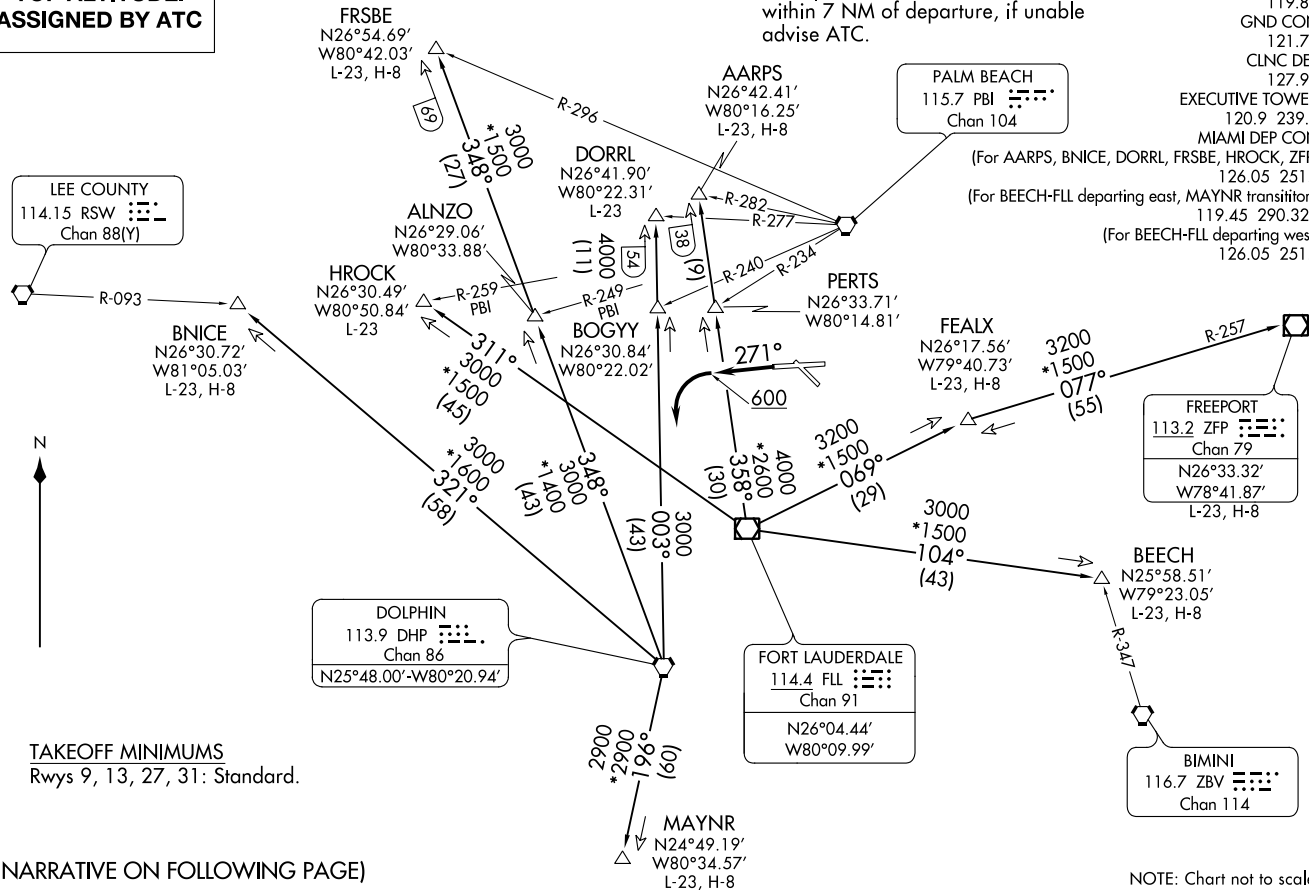 TOP ALTITUDE:
ASSIGNED BY ATC
within 7 NM of departure, if unable
advise ATC.
119.8
GND CON
121.7
CLNC DE
127.9
EXECUTIVE TOWE
120.9 239.
MIAMI DEP CON
(For AARPS, BNICE, DORRL, FRSBE, HROCK, ZFP
126.05 251
(For BEECH-FLL departing east, MAYNR transition
119.45 290.32
(For BEECH-FLL departing wes
126.05 251
FRSBE
N26°54.69'
W80°42.03'
L-23, H-8
AARPS
N26°42.41'
W80°16.25'
L-23, H-8
PALM BEACH
115.7 PBI
Chan 104
R-296
69
3000
*1500
348°
(27)
DORRL
N26°41.90'
W80°22.31'
L-23
R-282
R-277
LEE COUNTY
114.15 RSW
Chan 88(Y)
ALNZO
N26°29.06'
W80°33.88'
4000
(11)
54
38
(9)
R-240
R-234
R-093
HROCK
N26°30.49'
W80°50.84'
L-23
R-259
PBI
R-249
PBI
PERTS
N26°33.71'
W80°14.81'
BNICE
N26°30.72'
W81°05.03'
L-23, H-8
BOGYY
N26°30.84'
W80°22.02'
271°
600
FEALX
N26°17.56'
W79°40.73'
L-23, H-8
3200
*1500
077°
(55)
R-257
FREEPORT
113.2 ZFP
Chan 79
N26°33.32'
W78°41.87'
L-23, H-8
311°
3000
*1500
(45)
N
3000
*1600
321°
(58)
348°
3000
*1400
(43)
3000
003°
(43)
4000
*2600
358°
(30)
3200
*1500
069°
(29)
3000
*1500
104°
(43)
BEECH
N25°58.51'
W79°23.05'
L-23, H-8
R-347
DOLPHIN
113.9 DHP
Chan 86
N25°48.00'-W80°20.94'
FORT LAUDERDALE
114.4 FLL
Chan 91
N26°04.44'
W80°09.99'
BIMINI
116.7 ZBV
Chan 114
2900
*2900
196°
(60)
TAKEOFF MINIMUMS
Rwys 9, 13, 27, 31: Standard.
MAYNR
N24°49.19'
W80°34.57'
L-23, H-8
NARRATIVE ON FOLLOWING PAGE)
NOTE: Chart not to scale